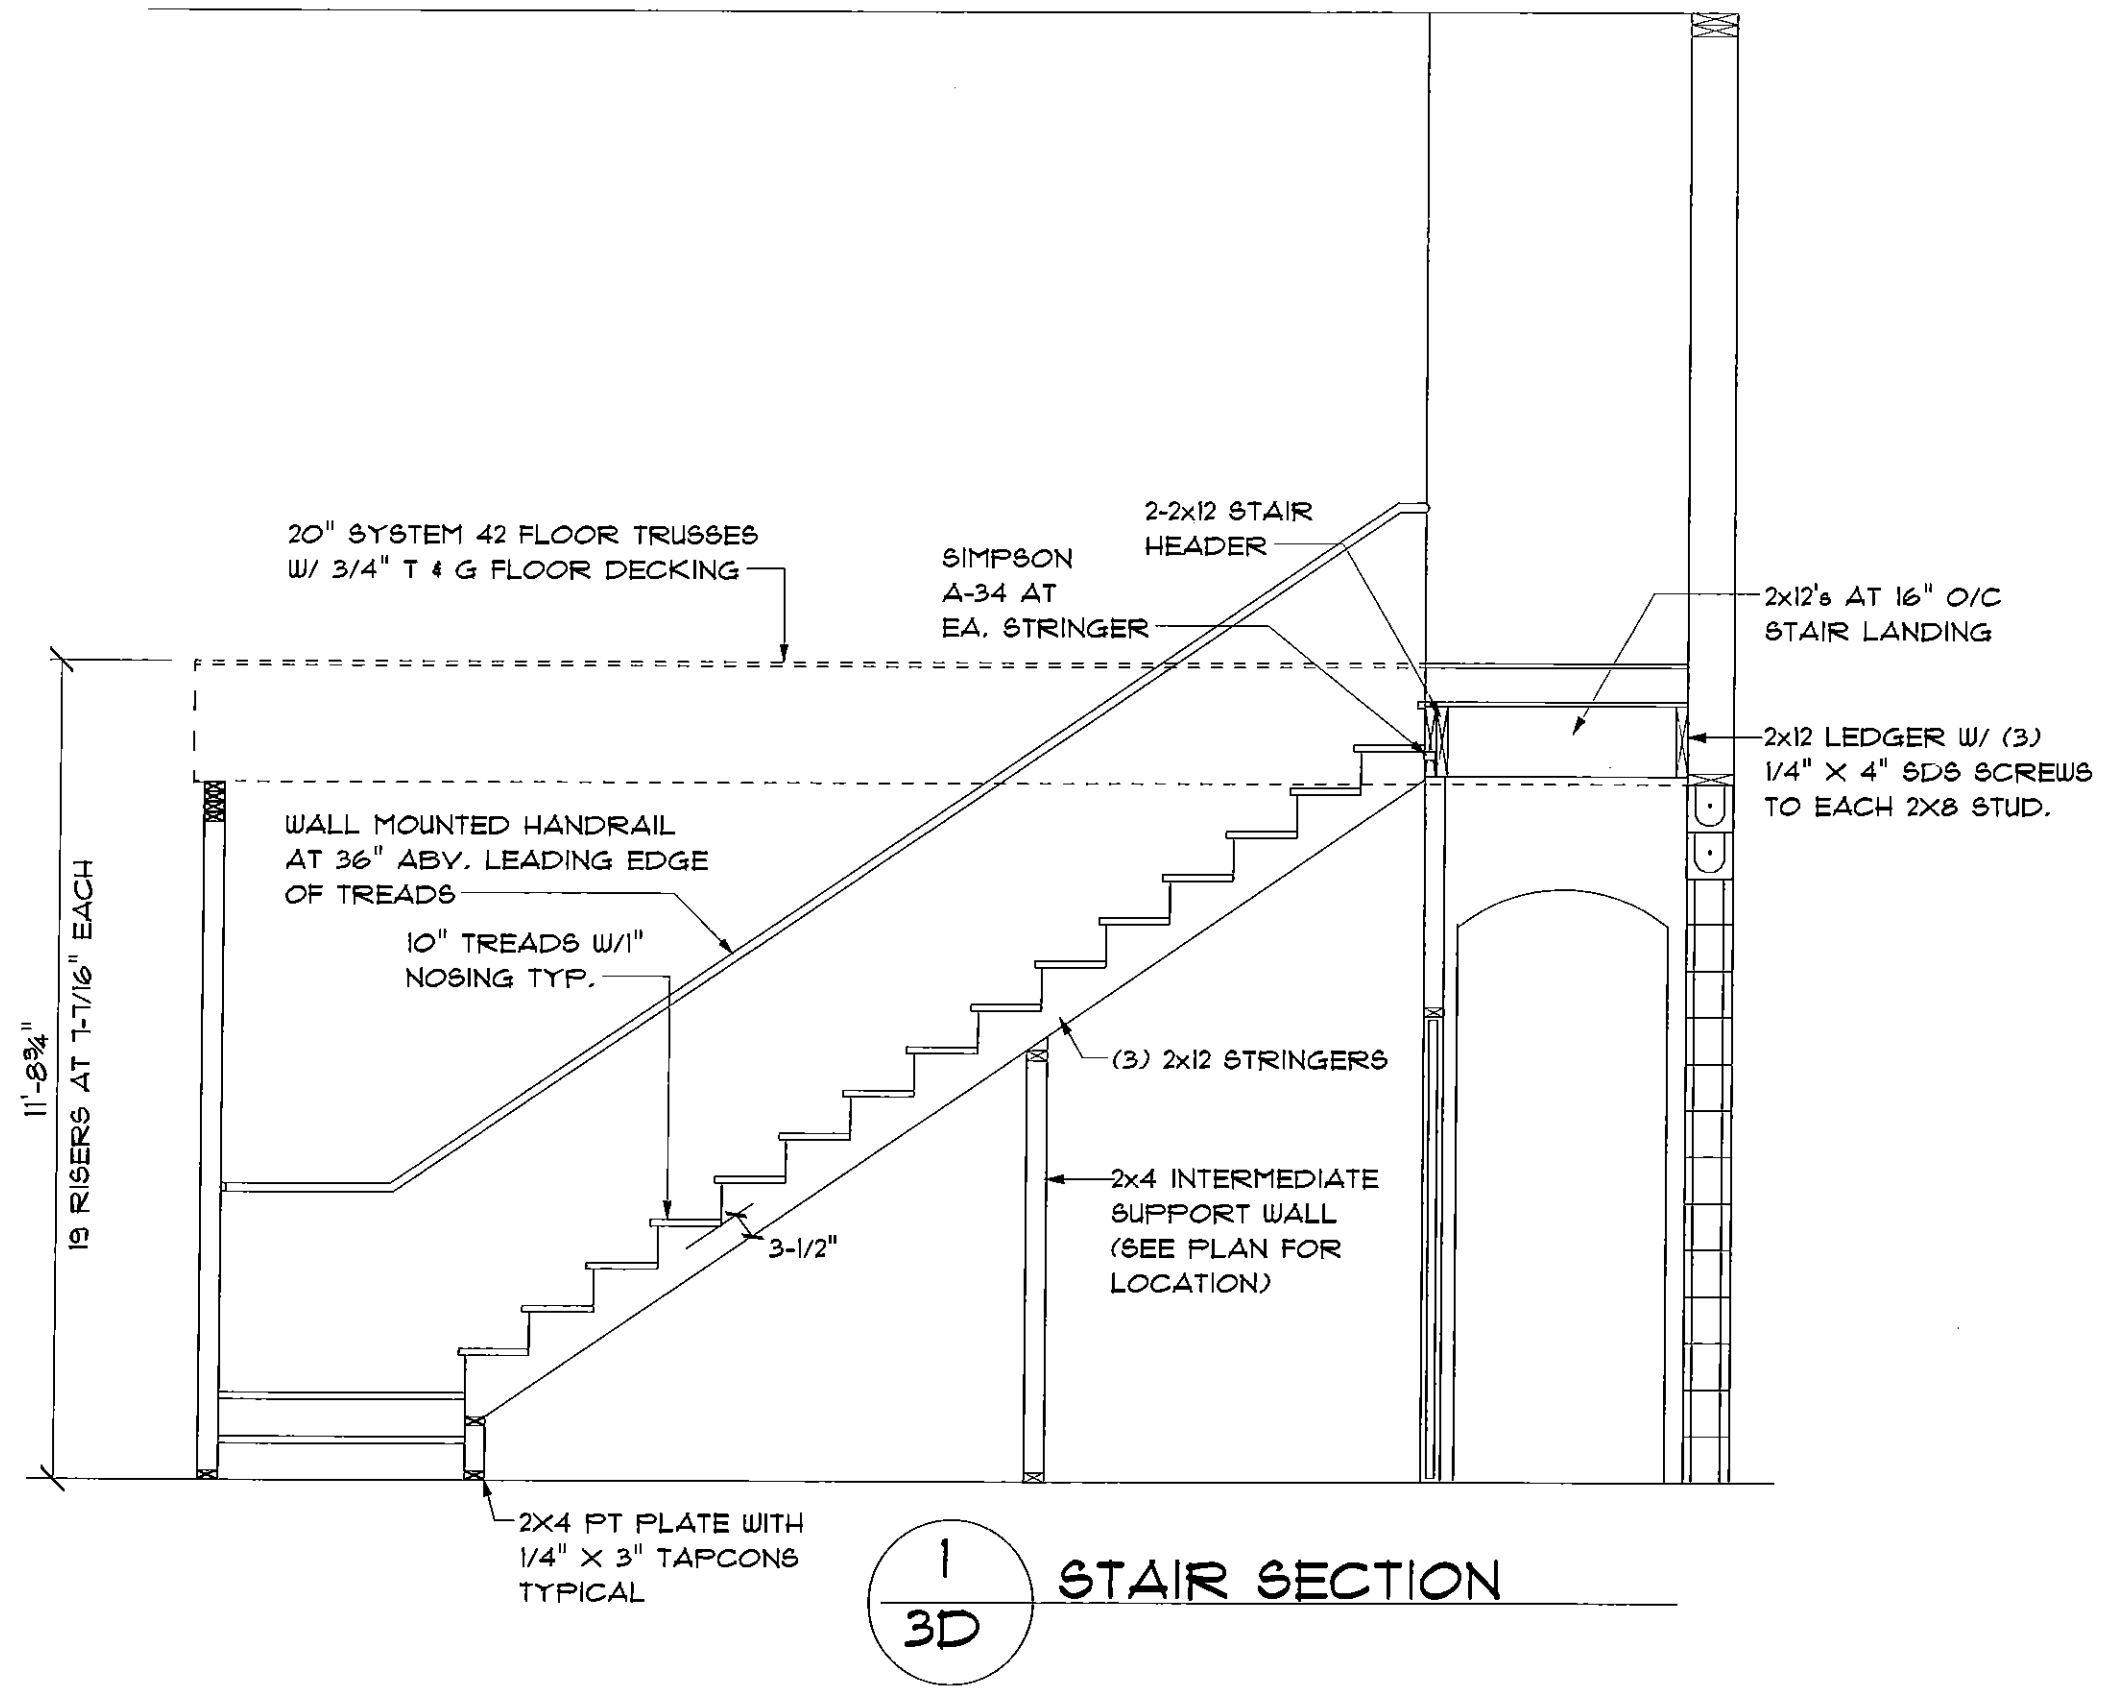 20" SYSTEM 42 FLOOR TRUSSES
W/ 3/4" T & G FLOOR DECKING
2-2x12 STAIR
HEADER
SIMPSON
A-34 AT
EA. STRINGER
2x12's AT 16" O/C
STAIR LANDING
2x12 LEDGER W/ (3)
1/4" X 4" SDS SCREWS
TO EACH 2X8 STUD.
WALL MOUNTED HANDRAIL
AT 36" ABV. LEADING EDGE
OF TREADS
10" TREADS W/1"
NOSING TYP.
11'-8¾"
19 RISERS AT 7-7/16" EACH
(3) 2x12 STRINGERS
2x4 INTERMEDIATE
SUPPORT WALL
(SEE PLAN FOR
LOCATION)
3-1/2"
2X4 PT PLATE WITH
1/4" X 3" TAPCONS
TYPICAL
1
3D
STAIR SECTION